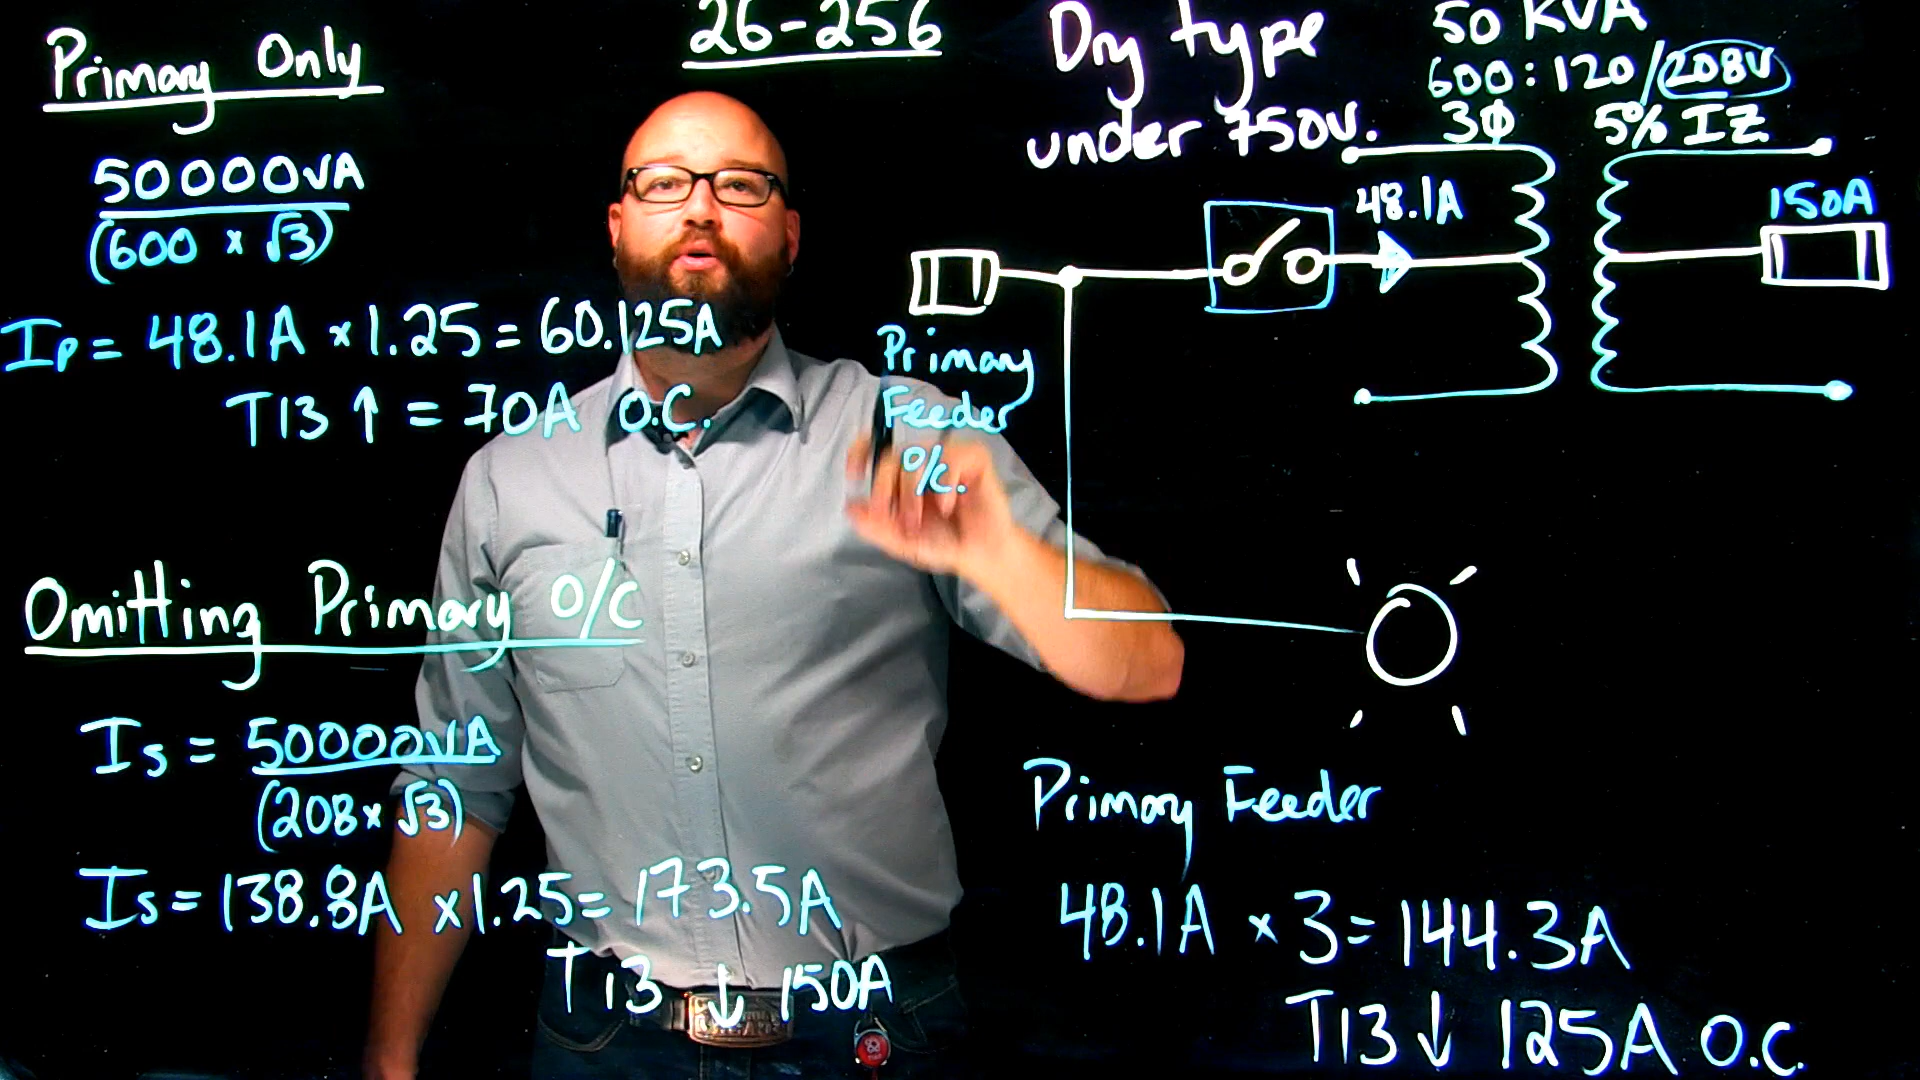 Primary Only
50000VA
(600 x √3)
Ip = 48.1A x 1.25 = 60.125A
T13 ↑ = 70A O.C.
Omitting Primary O/C
Is = 50000VA
(208 x √3)
Is = 138.8A x 1.25 = 173.5A
T13 ↓ 150A
26-256
Dry type
under 750V.
50 KVA
600:120/208V
3Φ 5% IZ
48.1A
150A
Primary
Feeder
O/C.
Primary Feeder
48.1A x 3 = 144.3A
T13 ↓ 125A O.C.